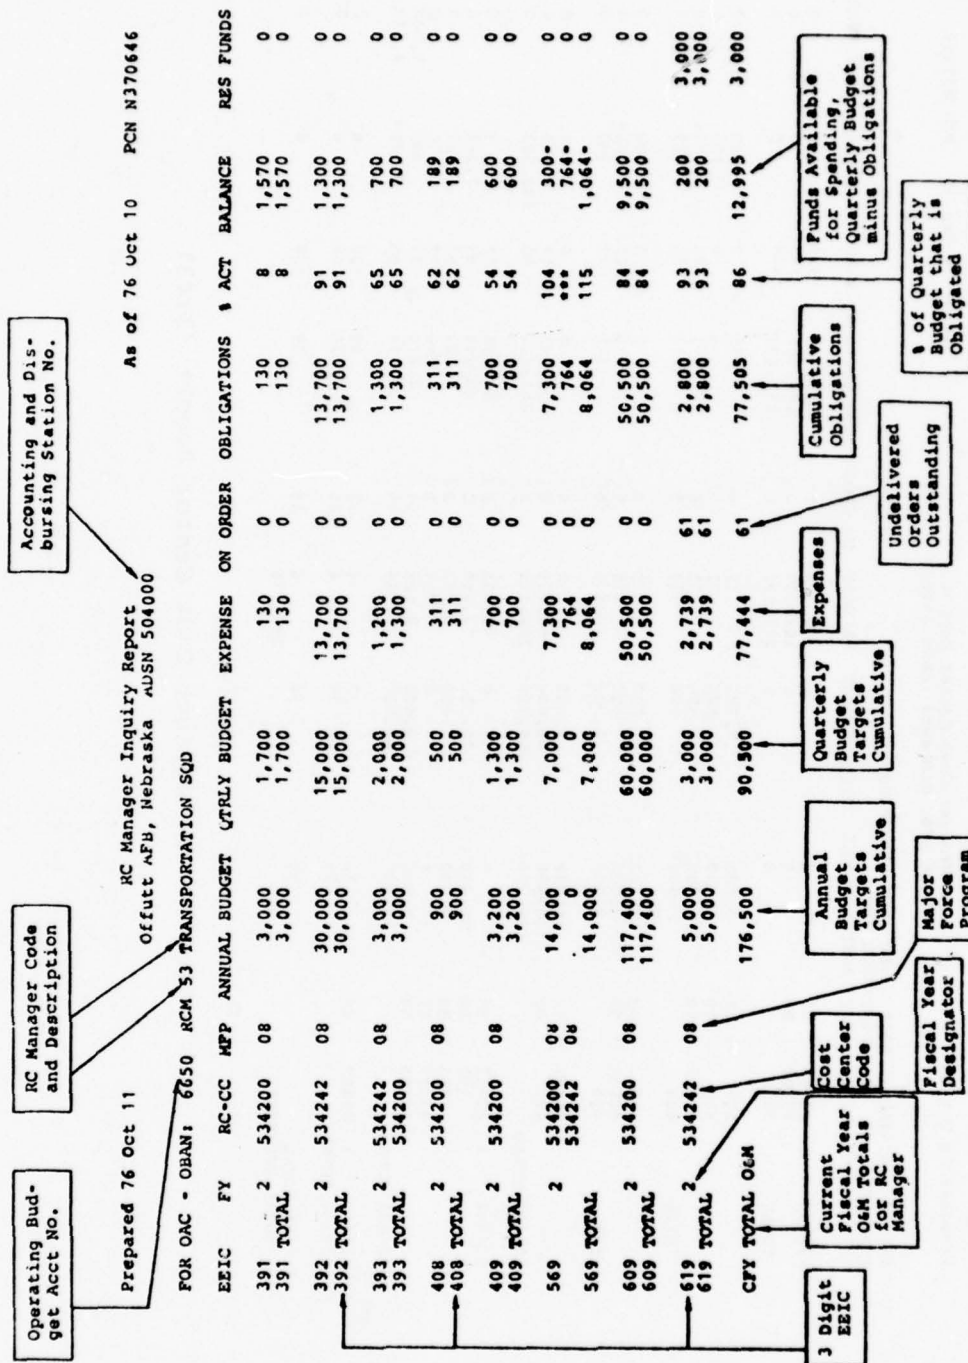 Operating Bud-
get Acct No.
RC Manager Code
and Description
Accounting and Dis-
bursing Station No.
Prepared 76 Oct 11
RC Manager Inquiry Report
As of 76 Oct 10 PCN N370646
Offutt AFB, Nebraska ADSN 504000
FOR OAC - OBAN: 6650 RCM 53 TRANSPORTATION SQD
EEIC FY RC-CC MFP ANNUAL BUDGET QTRLY BUDGET EXPENSE ON ORDER OBLIGATIONS % ACT BALANCE RES FUNDS
391 2 534200 08 3,000 1,700 130 0 130 8 1,570 0
391 TOTAL 3,000 1,700 130 0 130 8 1,570 0
392 2 534242 08 30,000 15,000 13,700 0 13,700 91 1,300 0
392 TOTAL 30,000 15,000 13,700 0 13,700 91 1,300 0
393 2 534242 08 3,000 2,000 1,200 0 1,300 65 700 0
393 TOTAL 534200 3,000 2,000 1,300 0 1,300 65 700 0
408 2 534200 08 900 500 311 0 311 62 189 0
408 TOTAL 900 500 311 0 311 62 189 0
409 2 534200 08 3,200 1,300 700 0 700 54 600 0
409 TOTAL 3,200 1,300 700 0 700 54 600 0
569 2 534200 08 14,000 7,000 7,300 0 7,300 104 300- 0
534242 08 0 0 764 0 764 *** 764- 0
569 TOTAL 14,000 7,000 8,064 0 8,064 115 1,064- 0
609 2 534200 08 117,400 60,000 50,500 0 50,500 84 9,500 0
609 TOTAL 117,400 60,000 50,500 0 50,500 84 9,500 0
619 2 534242 08 5,000 3,000 2,739 61 2,800 93 200 3,000
619 TOTAL 5,000 3,000 2,739 61 2,800 93 200 3,000
CFY TOTAL O&M 176,500 90,500 77,444 61 77,505 86 12,995 3,000
3 Digit
EEIC
Current
Fiscal Year
O&M Totals
for RC
Manager
Cost
Center
Code
Fiscal Year
Designator
Major
Force
Program
Annual
Budget
Targets
Cumulative
Quarterly
Budget
Targets
Cumulative
Expenses
Undelivered
Orders
Outstanding
Cumulative
Obligations
% of Quarterly
Budget that is
Obligated
Funds Available
for Spending,
Quarterly Budget
minus Obligations